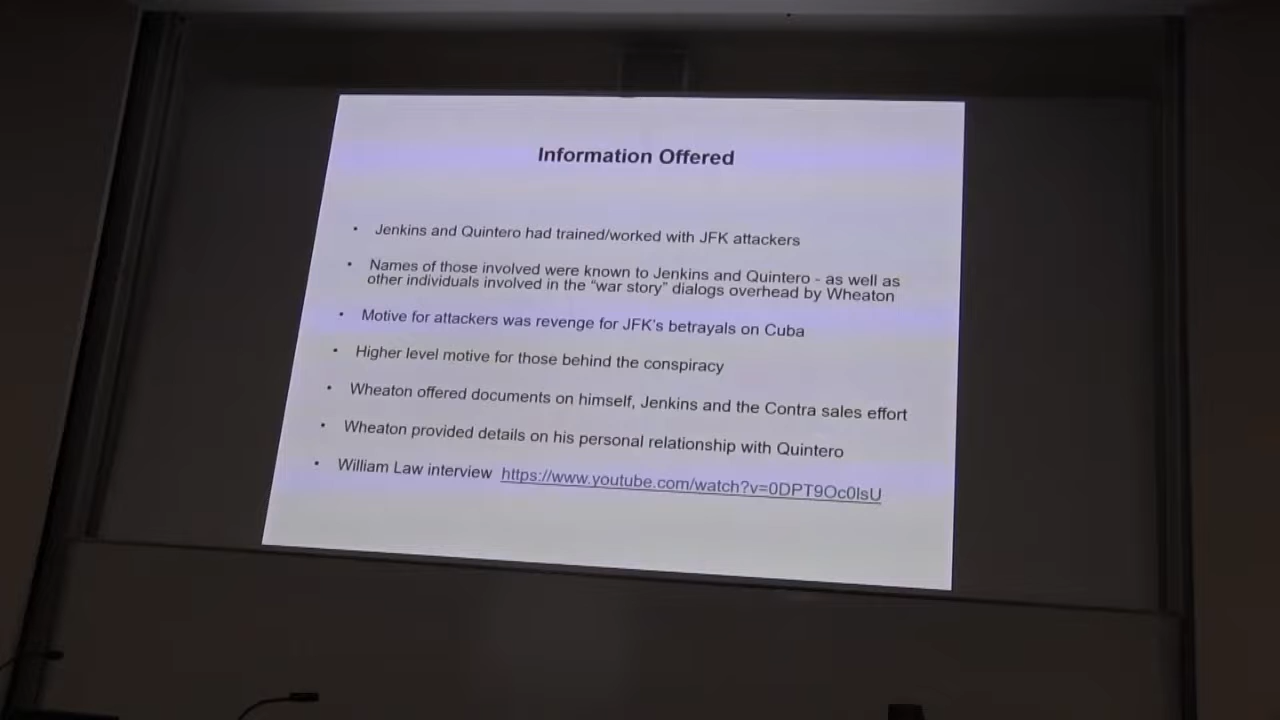 Information Offered
• Jenkins and Quintero had trained/worked with JFK attackers
• Names of those involved were known to Jenkins and Quintero - as well as
other individuals involved in the “war story” dialogs overhead by Wheaton
• Motive for attackers was revenge for JFK's betrayals on Cuba
• Higher level motive for those behind the conspiracy
• Wheaton offered documents on himself, Jenkins and the Contra sales effort
• Wheaton provided details on his personal relationship with Quintero
• William Law interview https://www.youtube.com/watch?v=0DPT9Oc0lsU